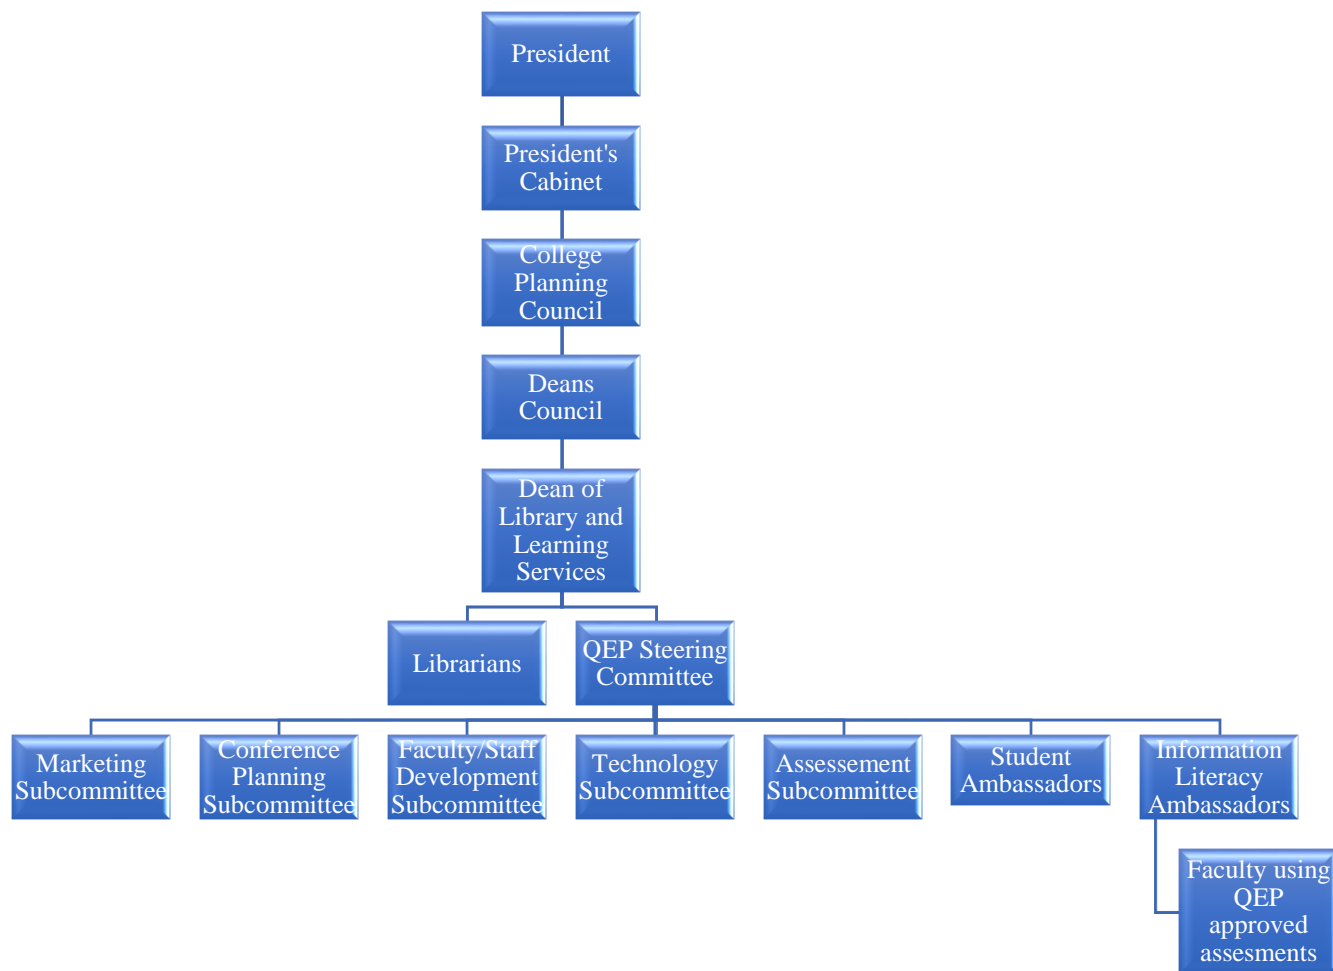 President
President's
Cabinet
College
Planning
Council
Deans
Council
Dean of
Library and
Learning
Services
Librarians
QEP Steering
Committee
Marketing
Subcommittee
Conference
Planning
Subcommittee
Faculty/Staff
Development
Subcommittee
Technology
Subcommittee
Assessement
Subcommittee
Student
Ambassadors
Information
Literacy
Ambassadors
Faculty using
QEP
approved
assesments